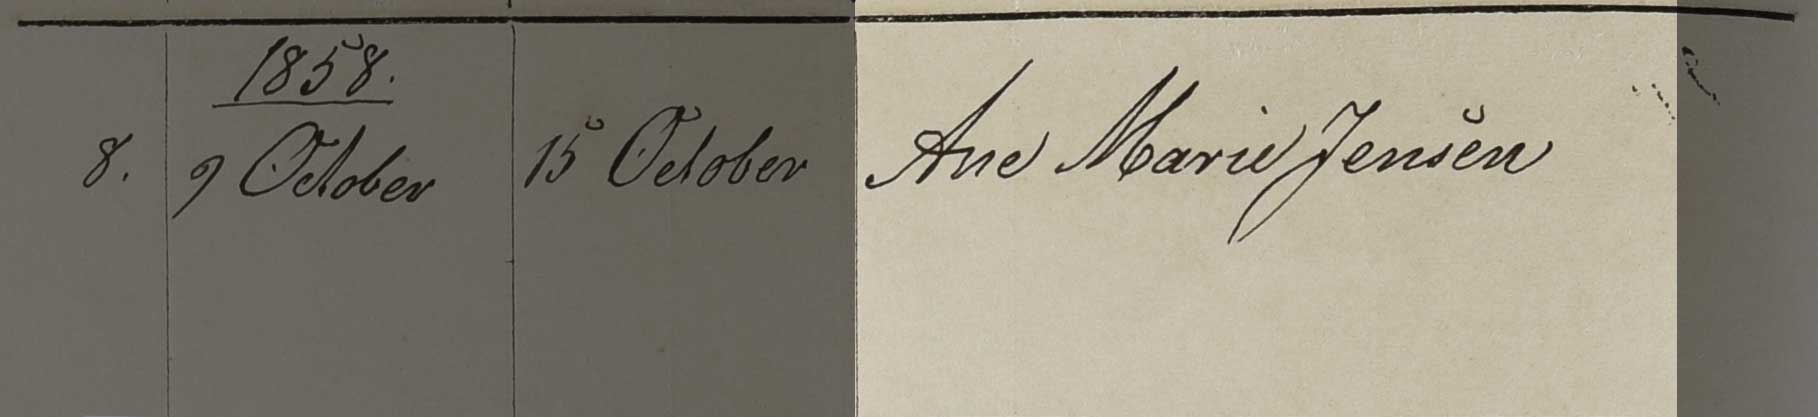 1858.
8. 9 October 15 October Ane Marie Jensen